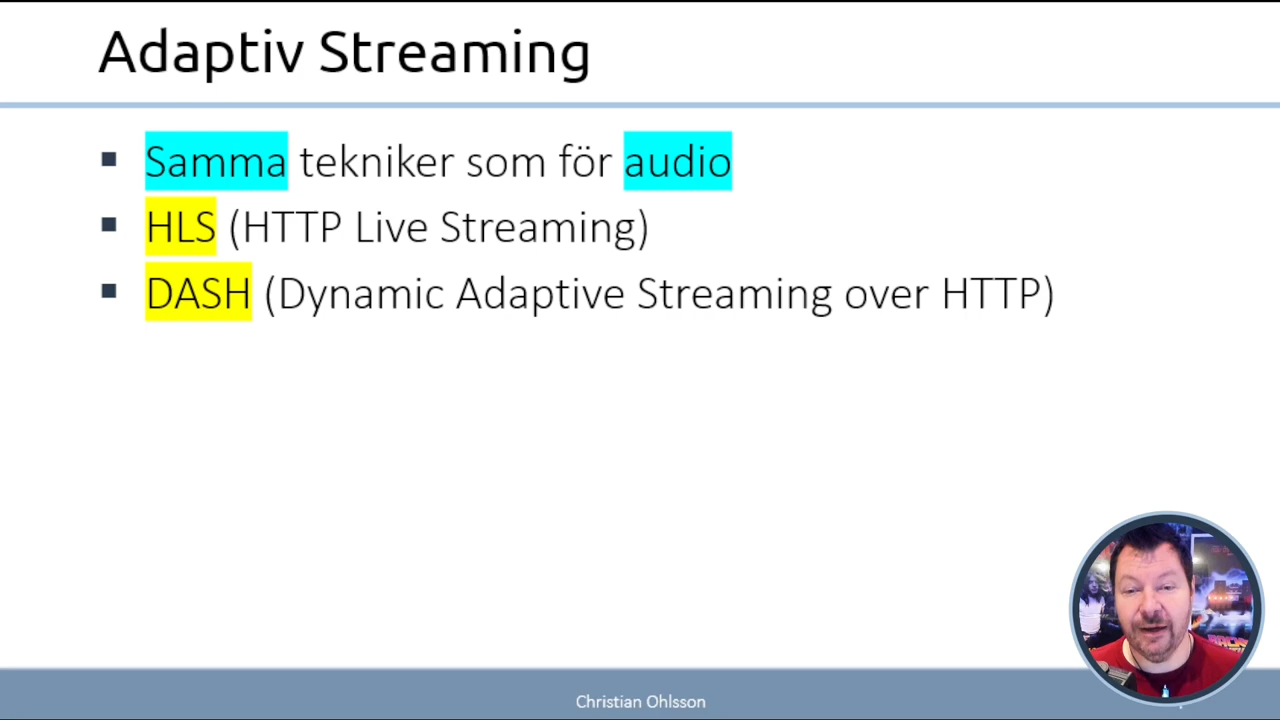 Adaptiv Streaming
Samma tekniker som för audio
HLS (HTTP Live Streaming)
DASH (Dynamic Adaptive Streaming over HTTP)
Christian Ohlsson